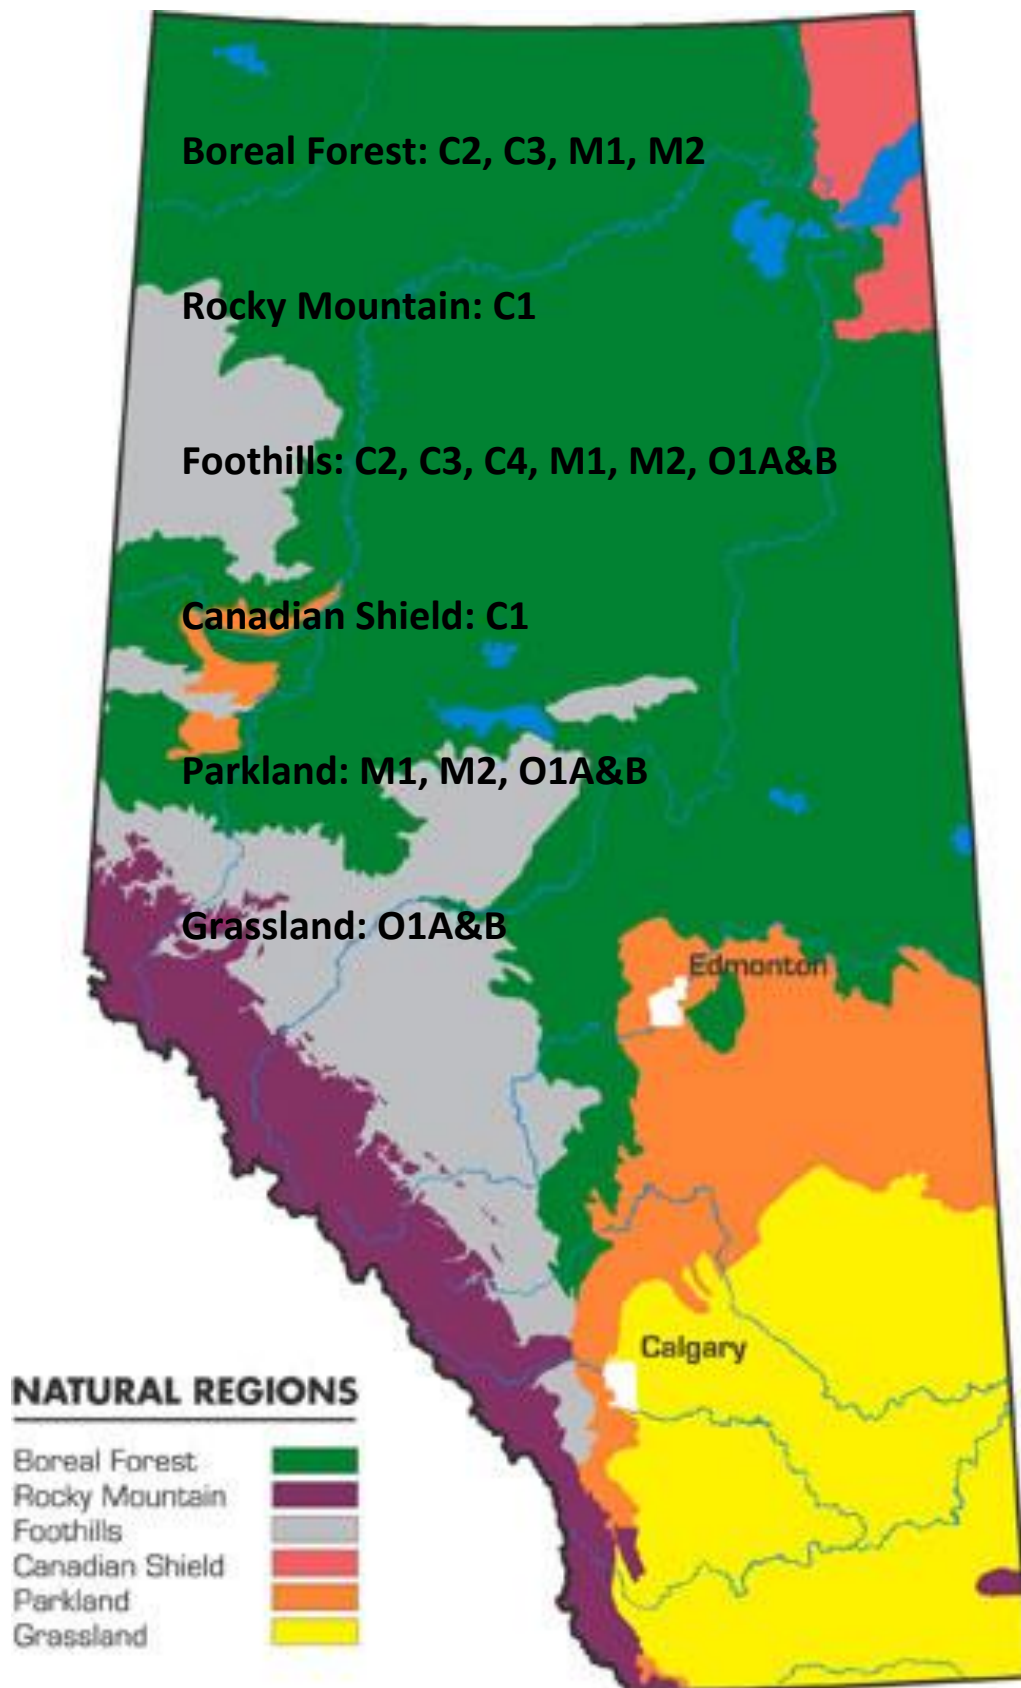 Boreal Forest: C2, C3, M1, M2
Rocky Mountain: C1
Foothills: C2, C3, C4, M1, M2, O1A&B
Canadian Shield: C1
Parkland: M1, M2, O1A&B
Grassland: O1A&B
Edmonton
Calgary
NATURAL REGIONS
Boreal Forest
Rocky Mountain
Foothills
Canadian Shield
Parkland
Grassland